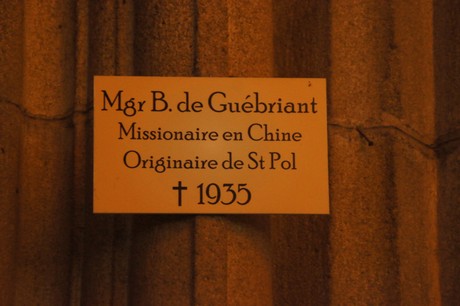 Mgr B. de Guébriant
Missionaire en Chine
Originaire de St Pol
† 1935